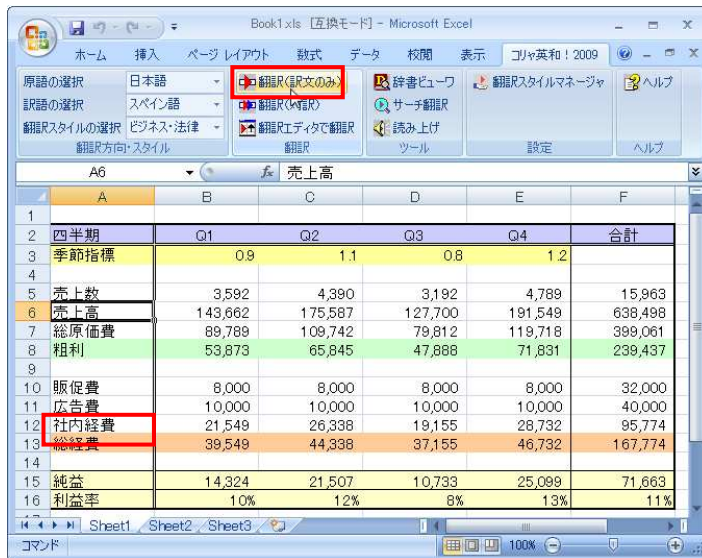 Book1.xls [互換モード] - Microsoft Excel
ホーム 挿入 ページ レイアウト 数式 データ 校閲 表示 コリャ英和！2009
原語の選択 日本語 翻訳(訳文のみ) 辞書ビューワ 翻訳スタイルマネージャ ヘルプ
訳語の選択 スペイン語 翻訳(対訳) サーチ翻訳
翻訳スタイルの選択 ビジネス・法律 翻訳エディタで翻訳 読み上げ
翻訳方向・スタイル 翻訳 ツール 設定 ヘルプ
A6 fx 売上高
A B C D E F
1
2 四半期 Q1 Q2 Q3 Q4 合計
3 季節指標 0.9 1.1 0.8 1.2
4
5 売上数 3,592 4,390 3,192 4,789 15,963
6 売上高 143,662 175,587 127,700 191,549 638,498
7 総原価費 89,789 109,742 79,812 119,718 399,061
8 粗利 53,873 65,845 47,888 71,831 239,437
9
10 販促費 8,000 8,000 8,000 8,000 32,000
11 広告費 10,000 10,000 10,000 10,000 40,000
12 社内経費 21,549 26,338 19,155 28,732 95,774
13 総経費 39,549 44,338 37,155 46,732 167,774
14
15 純益 14,324 21,507 10,733 25,099 71,663
16 利益率 10% 12% 8% 13% 11%
Sheet1 Sheet2 Sheet3
コマンド 100%